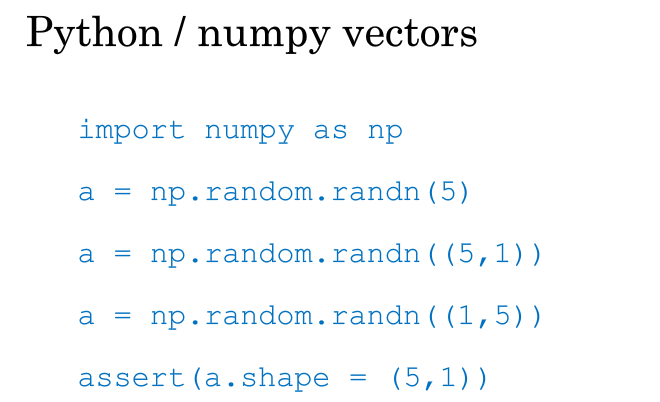 Python / numpy vectors
import numpy as np
a = np.random.randn(5)
a = np.random.randn((5,1))
a = np.random.randn((1,5))
assert(a.shape = (5,1))